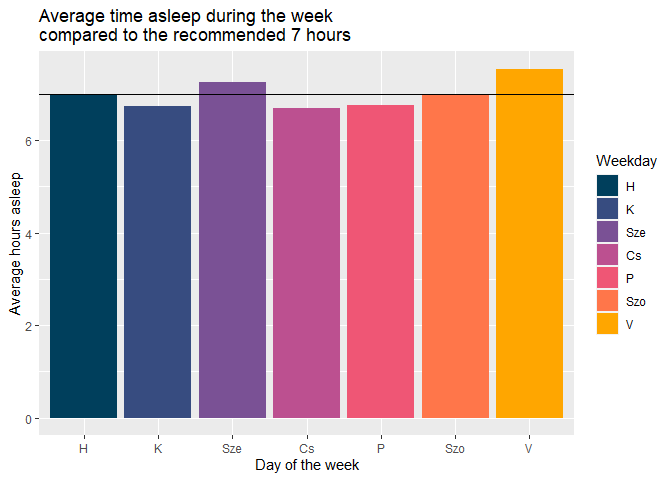 Average time asleep during the week
compared to the recommended 7 hours
Average hours asleep
6
4
2
0
H
K
Sze
Cs
P
Szo
V
Day of the week
Weekday
H
K
Sze
Cs
P
Szo
V